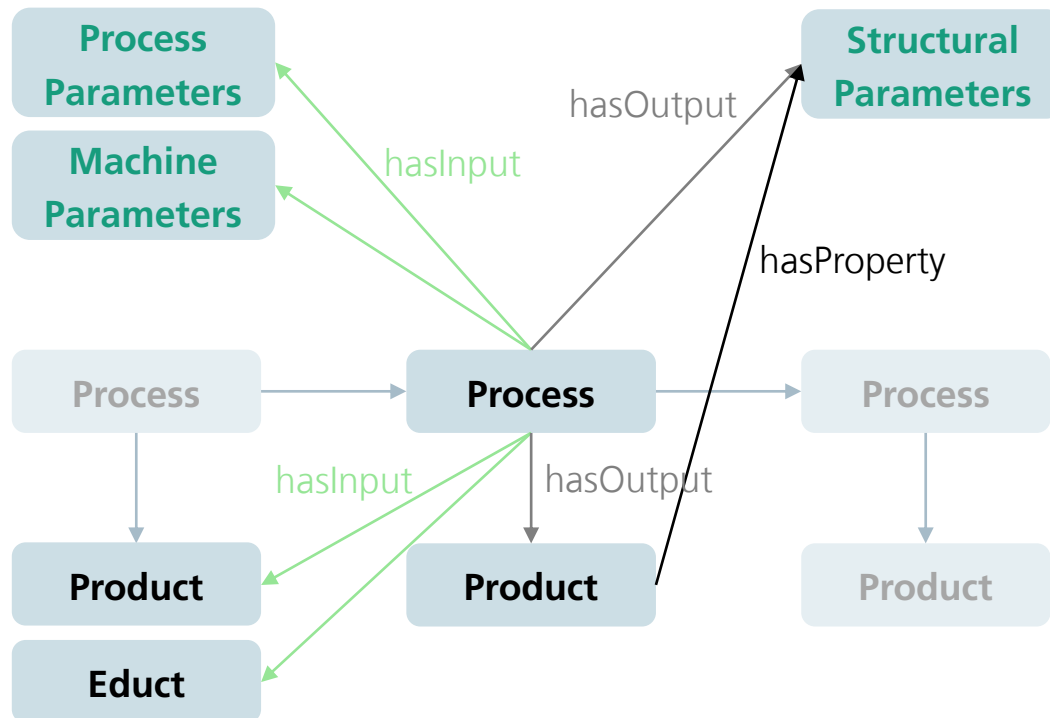 Process
Parameters
Structural
Parameters
hasOutput
Machine
Parameters
hasInput
hasProperty
Process
Process
Process
hasInput
hasOutput
Product
Product
Product
Educt